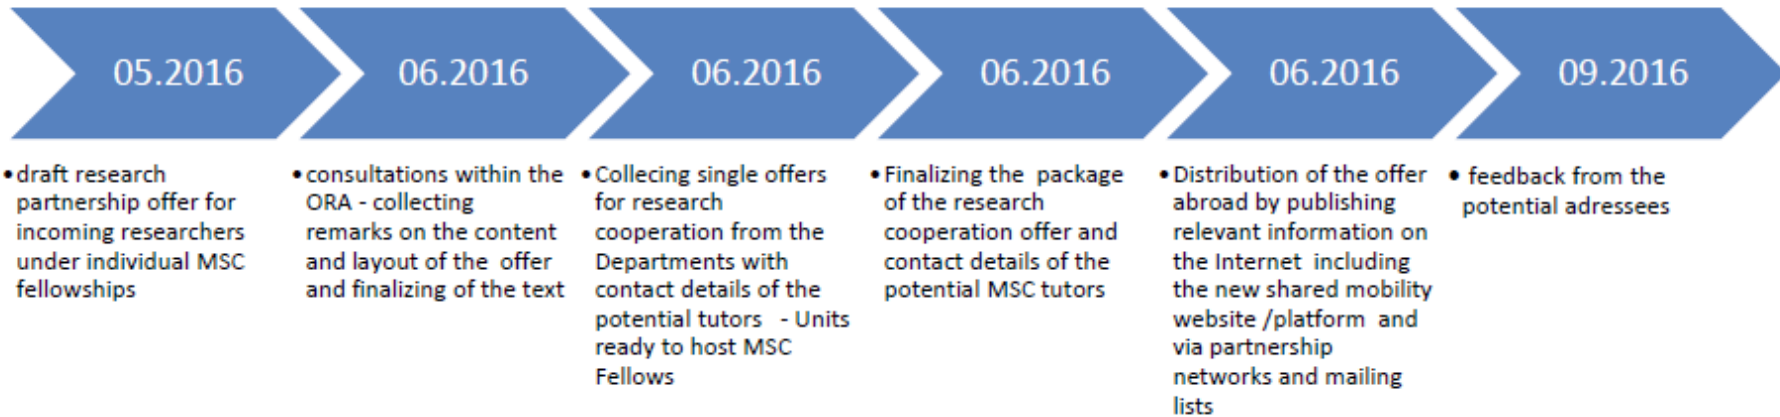 05.2016
06.2016
06.2016
06.2016
06.2016
09.2016
•draft research
partnership offer for
incoming researchers
under individual MSC
fellowships
•consultations within the
ORA - collecting
remarks on the content
and layout of the offer
and finalizing of the text
•Collecing single offers
for research
cooperation from the
Departments with
contact details of the
potential tutors - Units
ready to host MSC
Fellows
•Finalizing the package
of the research
cooperation offer and
contact details of the
potential MSC tutors
•Distribution of the offer
abroad by publishing
relevant information on
the Internet including
the new shared mobility
website /platform and
via partnership
networks and mailing
lists
• feedback from the
potential adressees